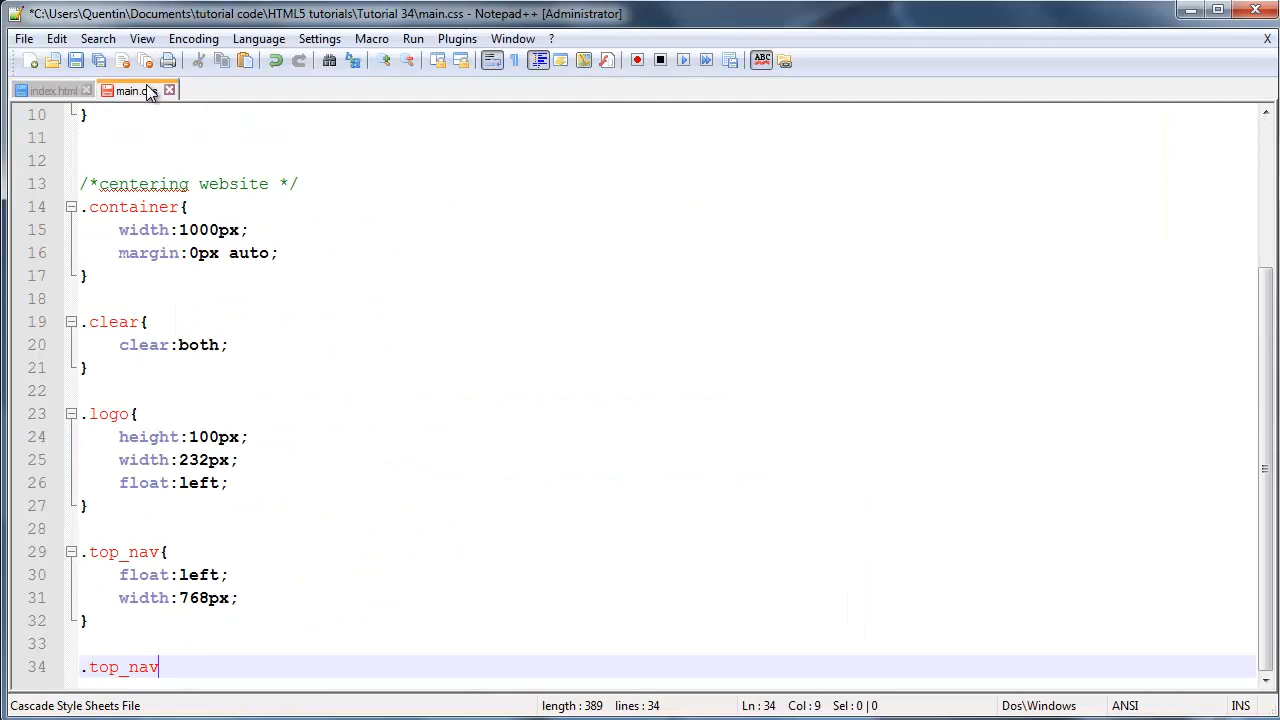 *C:\Users\Quentin\Documents\tutorial code\HTML5 tutorials\Tutorial 34\main.css - Notepad++ [Administrator]
File Edit Search View Encoding Language Settings Macro Run Plugins Window ? X
index.html main.c
10 }
11
12
13 /*centering website */
14 .container{
15 width:1000px;
16 margin:0px auto;
17 }
18
19 .clear{
20 clear:both;
21 }
22
23 .logo{
24 height:100px;
25 width:232px;
26 float:left;
27 }
28
29 .top_nav{
30 float:left;
31 width:768px;
32 }
33
34 .top_nav
Cascade Style Sheets File length : 389 lines : 34 Ln : 34 Col : 9 Sel : 0 | 0 Dos\Windows ANSI INS